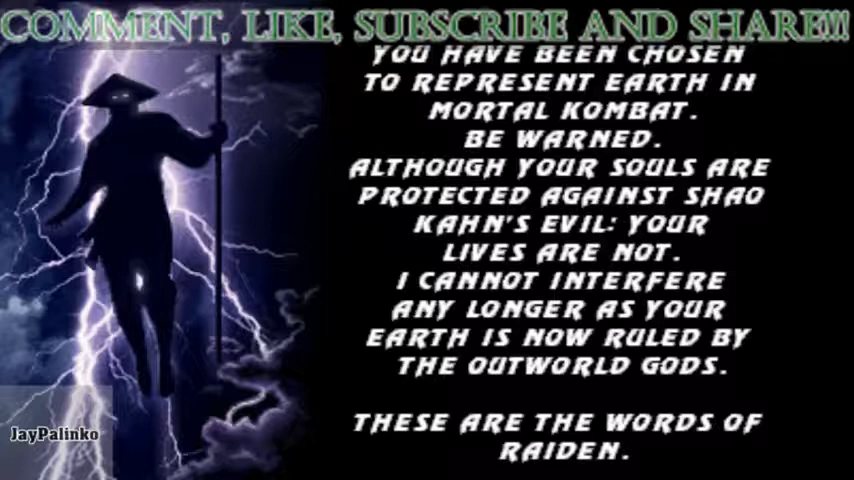 COMMENT, LIKE, SUBSCRIBE AND SHARE!!!
YOU HAVE BEEN CHOSEN
TO REPRESENT EARTH IN
MORTAL KOMBAT.
BE WARNED.
ALTHOUGH YOUR SOULS ARE
PROTECTED AGAINST SHAO
KAHN'S EVIL: YOUR
LIVES ARE NOT.
I CANNOT INTERFERE
ANY LONGER AS YOUR
EARTH IS NOW RULED BY
THE OUTWORLD GODS.
THESE ARE THE WORDS OF
RAIDEN.
JayPalinko